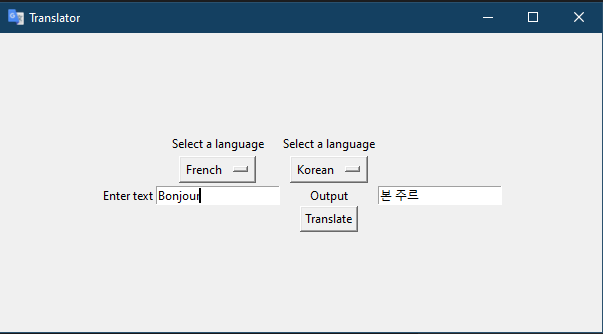 Translator
Select a language Select a language
French Korean
Enter text Bonjour Output 본 주르
Translate